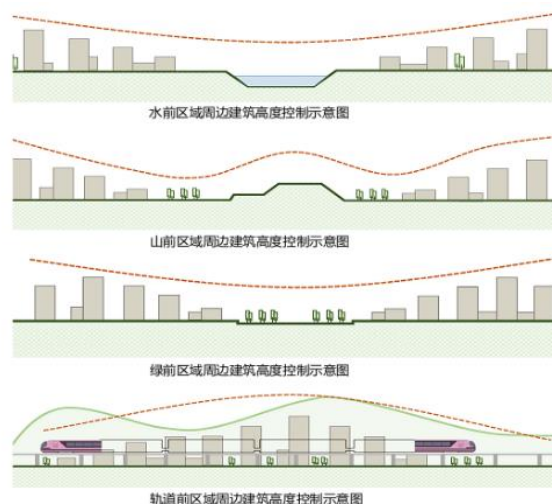 水前区域周边建筑高度控制示意图
山前区域周边建筑高度控制示意图
绿前区域周边建筑高度控制示意图
轨道前区域周边建筑高度控制示意图